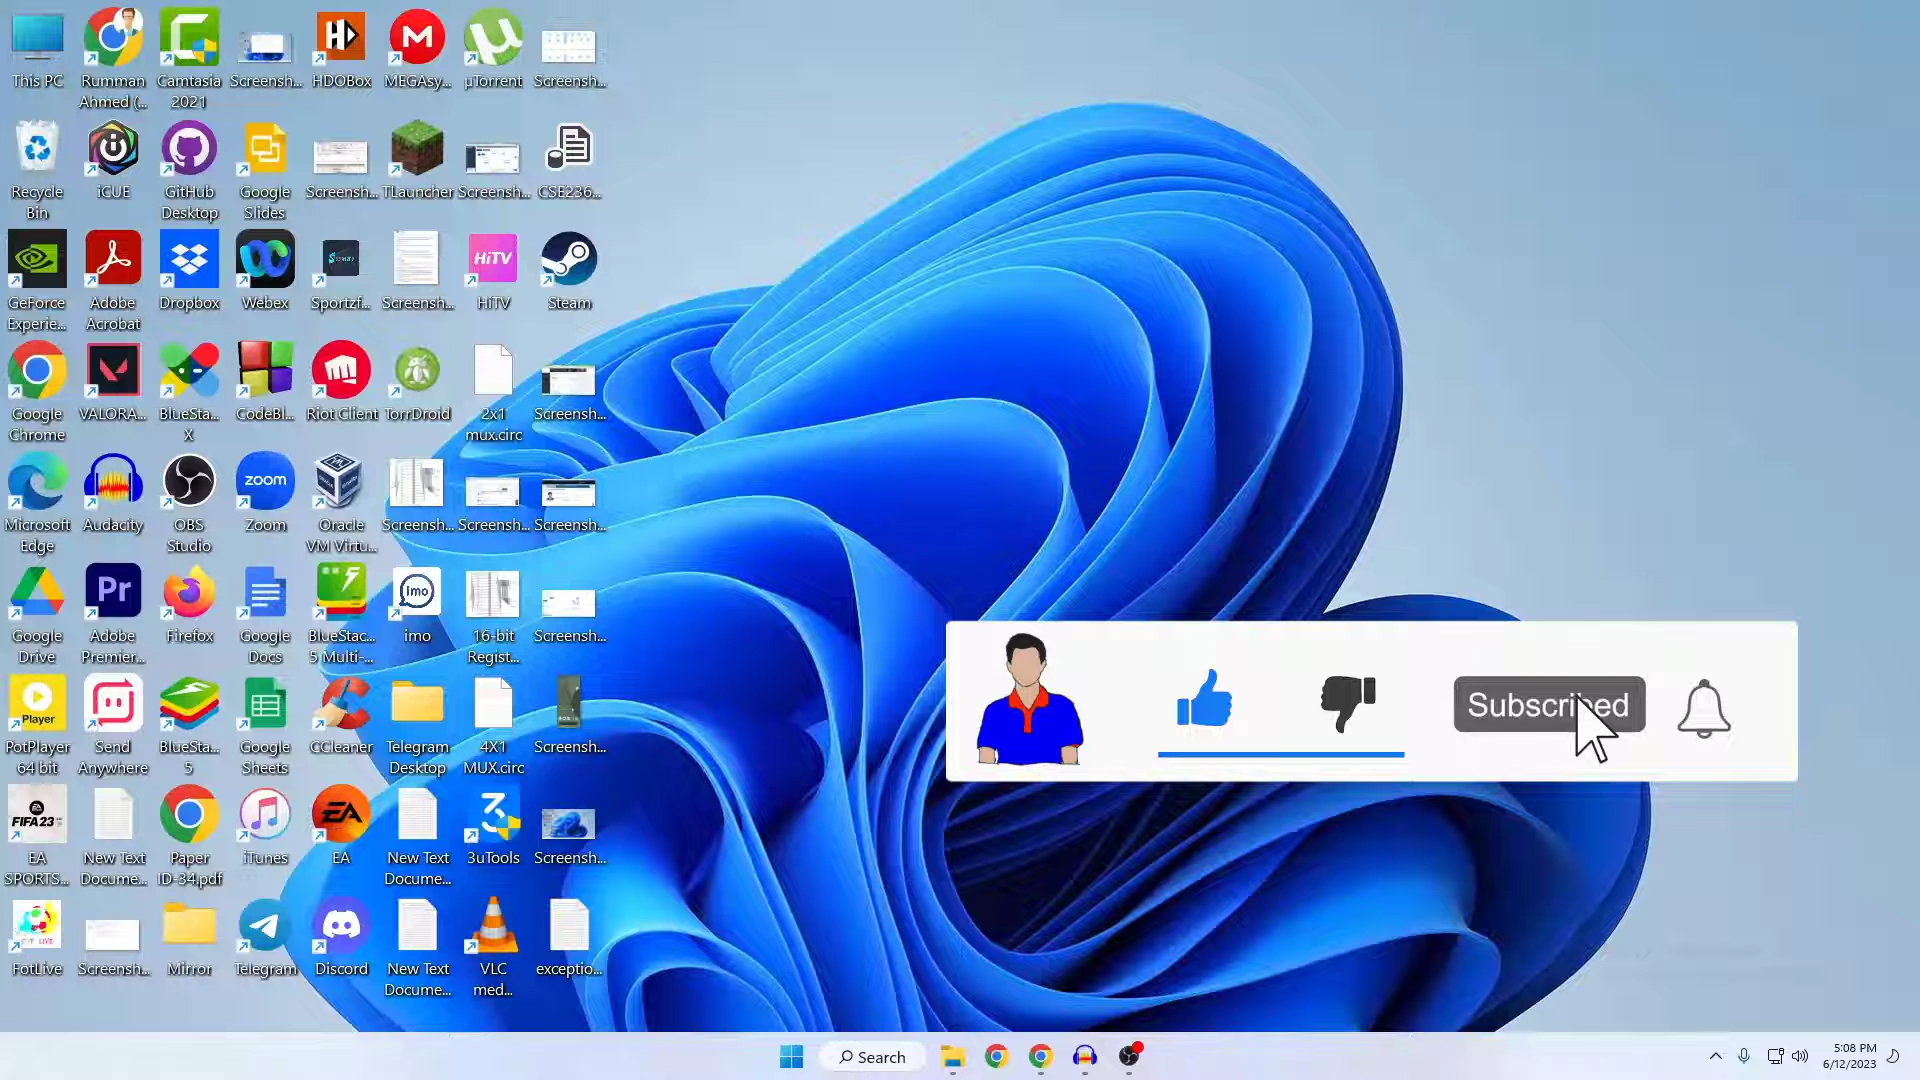 This PC
Rumman
Ahmed (...
Camtasia
2021
Screensh...
HDOBox
MEGAsy...
µTorrent
Screensh...
Recycle
Bin
iCUE
GitHub
Desktop
Google
Slides
Screensh...
TLauncher
Screensh...
CSE236...
GeForce
Experie...
Adobe
Acrobat
Dropbox
Webex
Sportzf...
Screensh...
HiTV
HiTV
Steam
Google
Chrome
VALORA...
BlueSta...
X
CodeBl...
Riot Client
TorrDroid
2x1
mux.circ
Screensh...
Microsoft
Edge
Audacity
OBS
Studio
zoom
Zoom
Oracle
VM Virtu...
Screensh...
Screensh...
Screensh...
Google
Drive
Pr
Adobe
Premier...
Firefox
Google
Docs
BlueStac...
5 Multi-...
imo
imo
16-bit
Regist...
Screensh...
Player
PotPlayer
64 bit
Send
Anywhere
BlueSta...
5
Google
Sheets
CCleaner
Telegram
Desktop
4X1
MUX.circ
Screensh...
Subscribed
EA
FIFA 23
EA
SPORTS...
New Text
Docume...
Paper
ID-34.pdf
iTunes
EA
EA
New Text
Docume...
3uTools
Screensh...
FotLive
Screensh...
Mirror
Telegram
Discord
New Text
Docume...
VLC
med...
exceptio...
Search
5:08 PM
6/12/2023